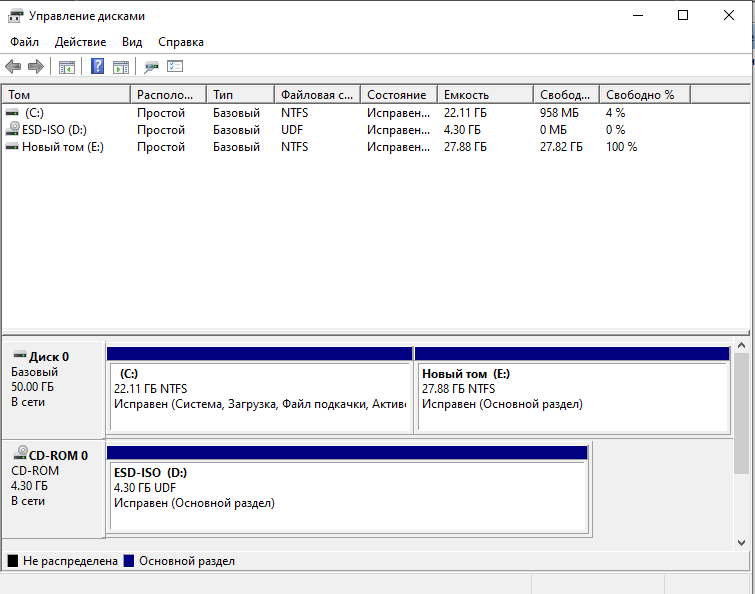 Управление дисками
Файл Действие Вид Справка
Том Располо... Тип Файловая с... Состояние Емкость Свобод... Свободно %
(C:) Простой Базовый NTFS Исправен... 22.11 ГБ 958 МБ 4 %
ESD-ISO (D:) Простой Базовый UDF Исправен... 4.30 ГБ 0 МБ 0 %
Новый том (E:) Простой Базовый NTFS Исправен... 27.88 ГБ 27.82 ГБ 100 %
Диск 0
Базовый
50.00 ГБ
В сети
(C:)
22.11 ГБ NTFS
Исправен (Система, Загрузка, Файл подкачки, Активе
Новый том (E:)
27.88 ГБ NTFS
Исправен (Основной раздел)
CD-ROM 0
CD-ROM
4.30 ГБ
В сети
ESD-ISO (D:)
4.30 ГБ UDF
Исправен (Основной раздел)
Не распределена Основной раздел